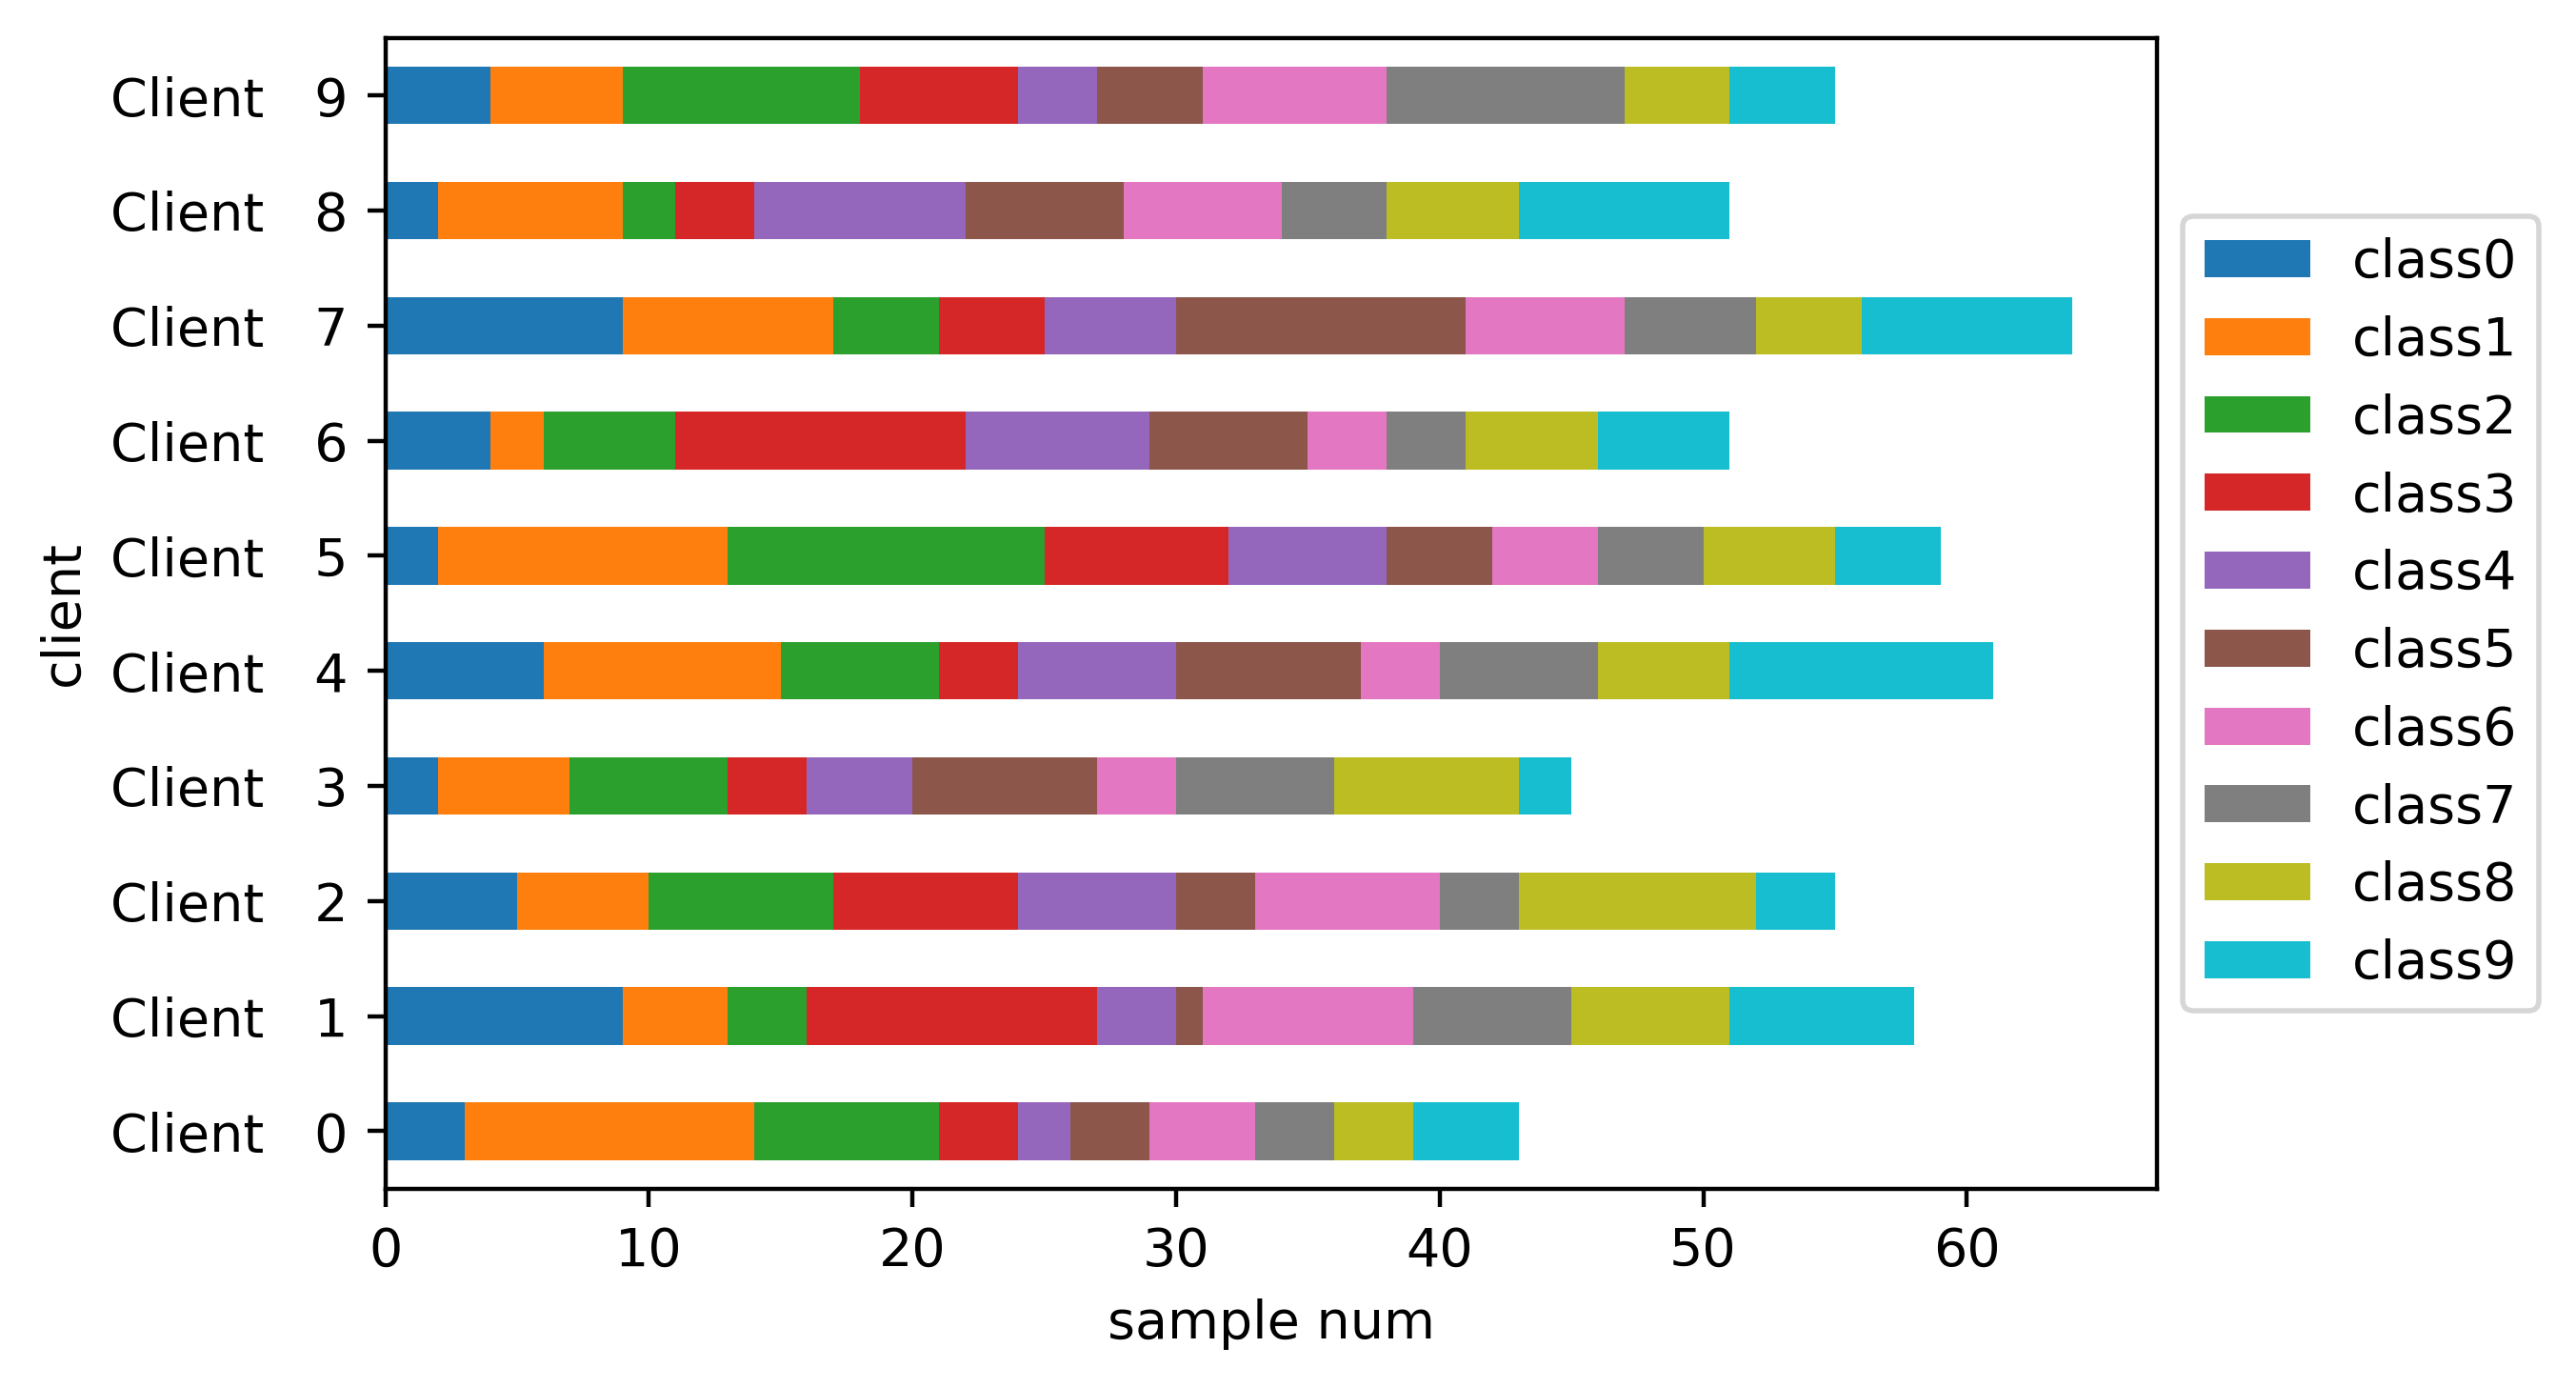 Client 9
Client 8
Client 7
Client 6
Client 5
Client 4
Client 3
Client 2
Client 1
Client 0
client
0 10 20 30 40 50 60
sample num
class0
class1
class2
class3
class4
class5
class6
class7
class8
class9